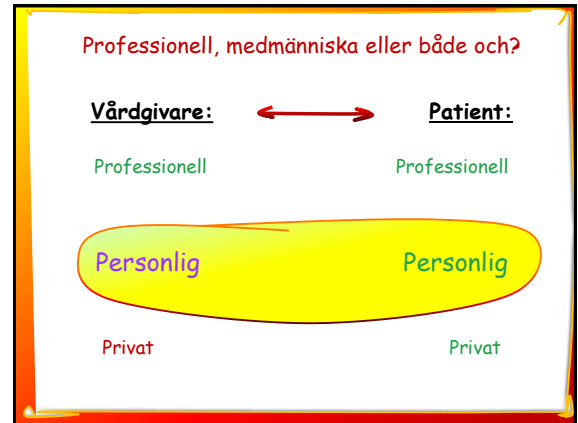 Professionell, medmänniska eller både och?
Vårdgivare: Patient:
Professionell Professionell
Personlig Personlig
Privat Privat